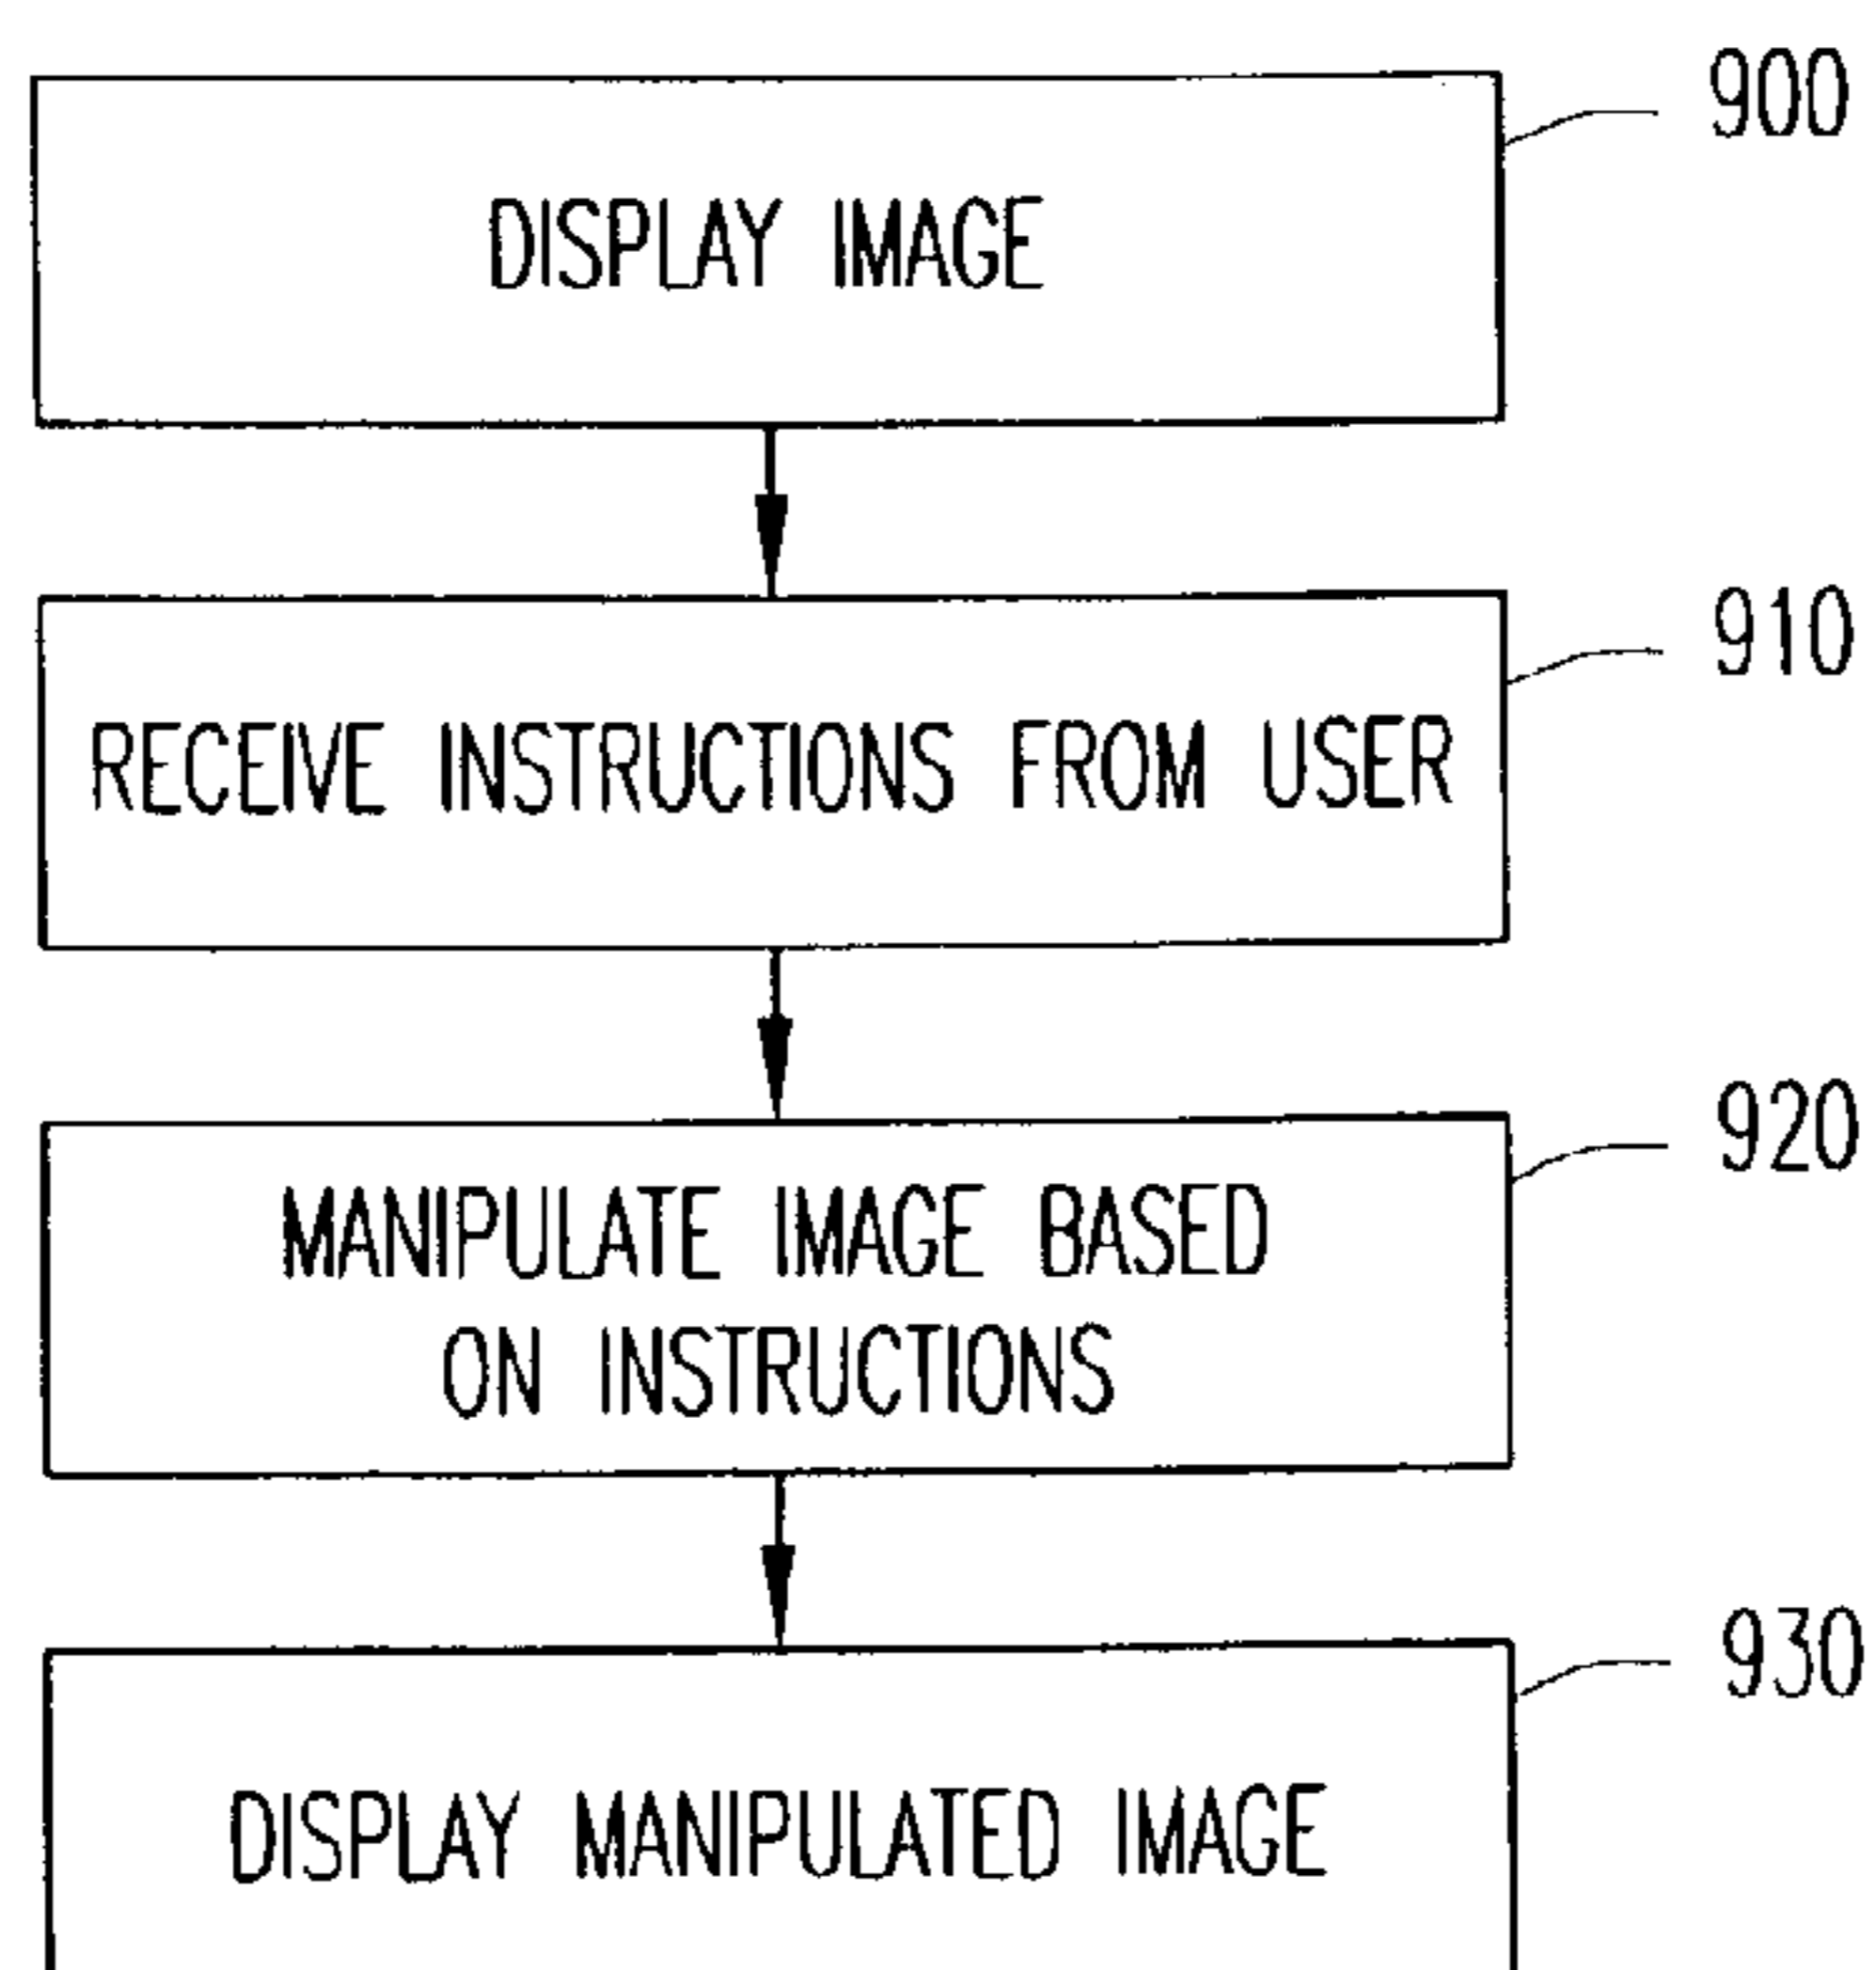 900
DISPLAY IMAGE
910
RECEIVE INSTRUCTIONS FROM USER
920
MANIPULATE IMAGE BASED
ON INSTRUCTIONS
930
DISPLAY MANIPULATED IMAGE